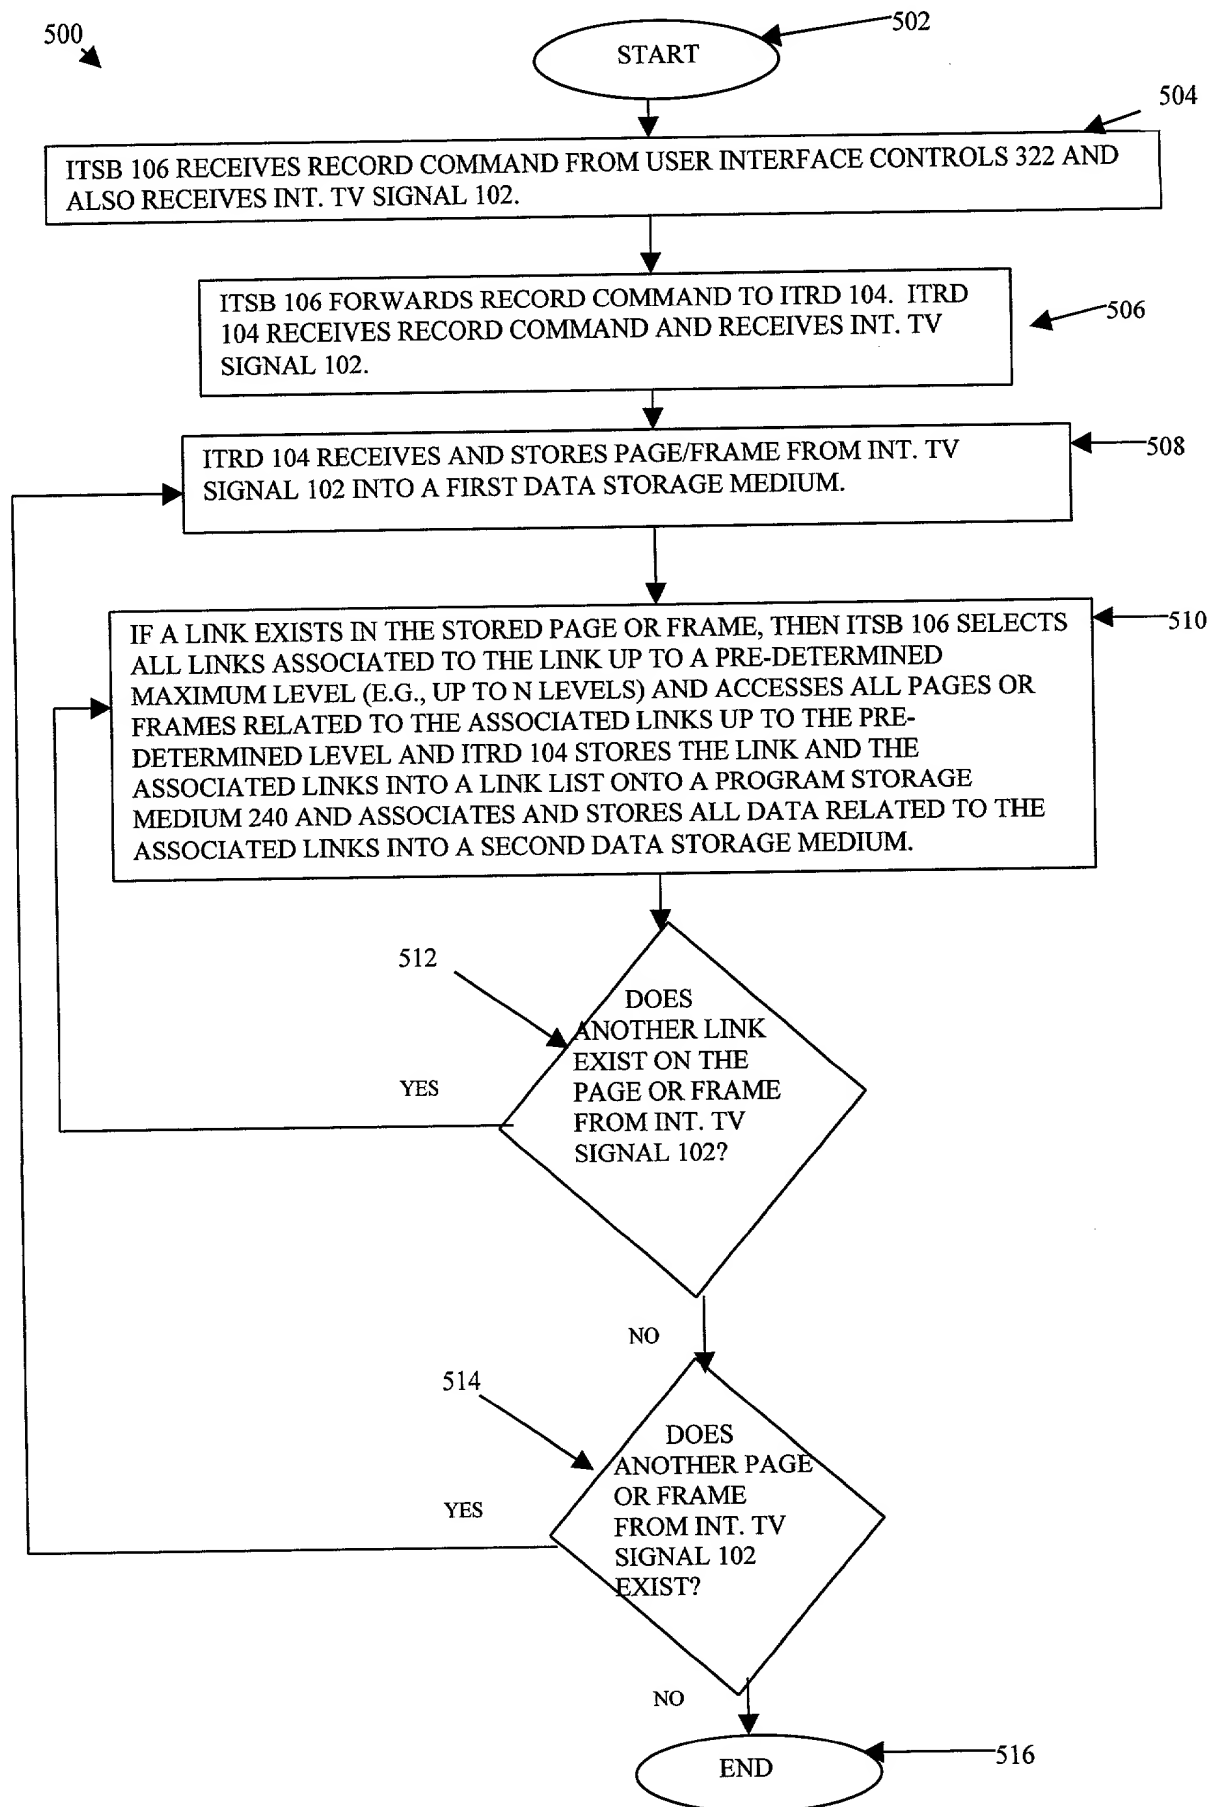 500
502
START
504
ITSB 106 RECEIVES RECORD COMMAND FROM USER INTERFACE CONTROLS 322 AND
ALSO RECEIVES INT. TV SIGNAL 102.
ITSB 106 FORWARDS RECORD COMMAND TO ITRD 104. ITRD
104 RECEIVES RECORD COMMAND AND RECEIVES INT. TV
SIGNAL 102.
506
ITRD 104 RECEIVES AND STORES PAGE/FRAME FROM INT. TV
SIGNAL 102 INTO A FIRST DATA STORAGE MEDIUM.
508
IF A LINK EXISTS IN THE STORED PAGE OR FRAME, THEN ITSB 106 SELECTS
ALL LINKS ASSOCIATED TO THE LINK UP TO A PRE-DETERMINED
MAXIMUM LEVEL (E.G., UP TO N LEVELS) AND ACCESSES ALL PAGES OR
FRAMES RELATED TO THE ASSOCIATED LINKS UP TO THE PRE-
DETERMINED LEVEL AND ITRD 104 STORES THE LINK AND THE
ASSOCIATED LINKS INTO A LINK LIST ONTO A PROGRAM STORAGE
MEDIUM 240 AND ASSOCIATES AND STORES ALL DATA RELATED TO THE
ASSOCIATED LINKS INTO A SECOND DATA STORAGE MEDIUM.
510
512
DOES
ANOTHER LINK
EXIST ON THE
PAGE OR FRAME
FROM INT. TV
SIGNAL 102?
YES
NO
514
DOES
ANOTHER PAGE
OR FRAME
FROM INT. TV
SIGNAL 102
EXIST?
YES
NO
END
516